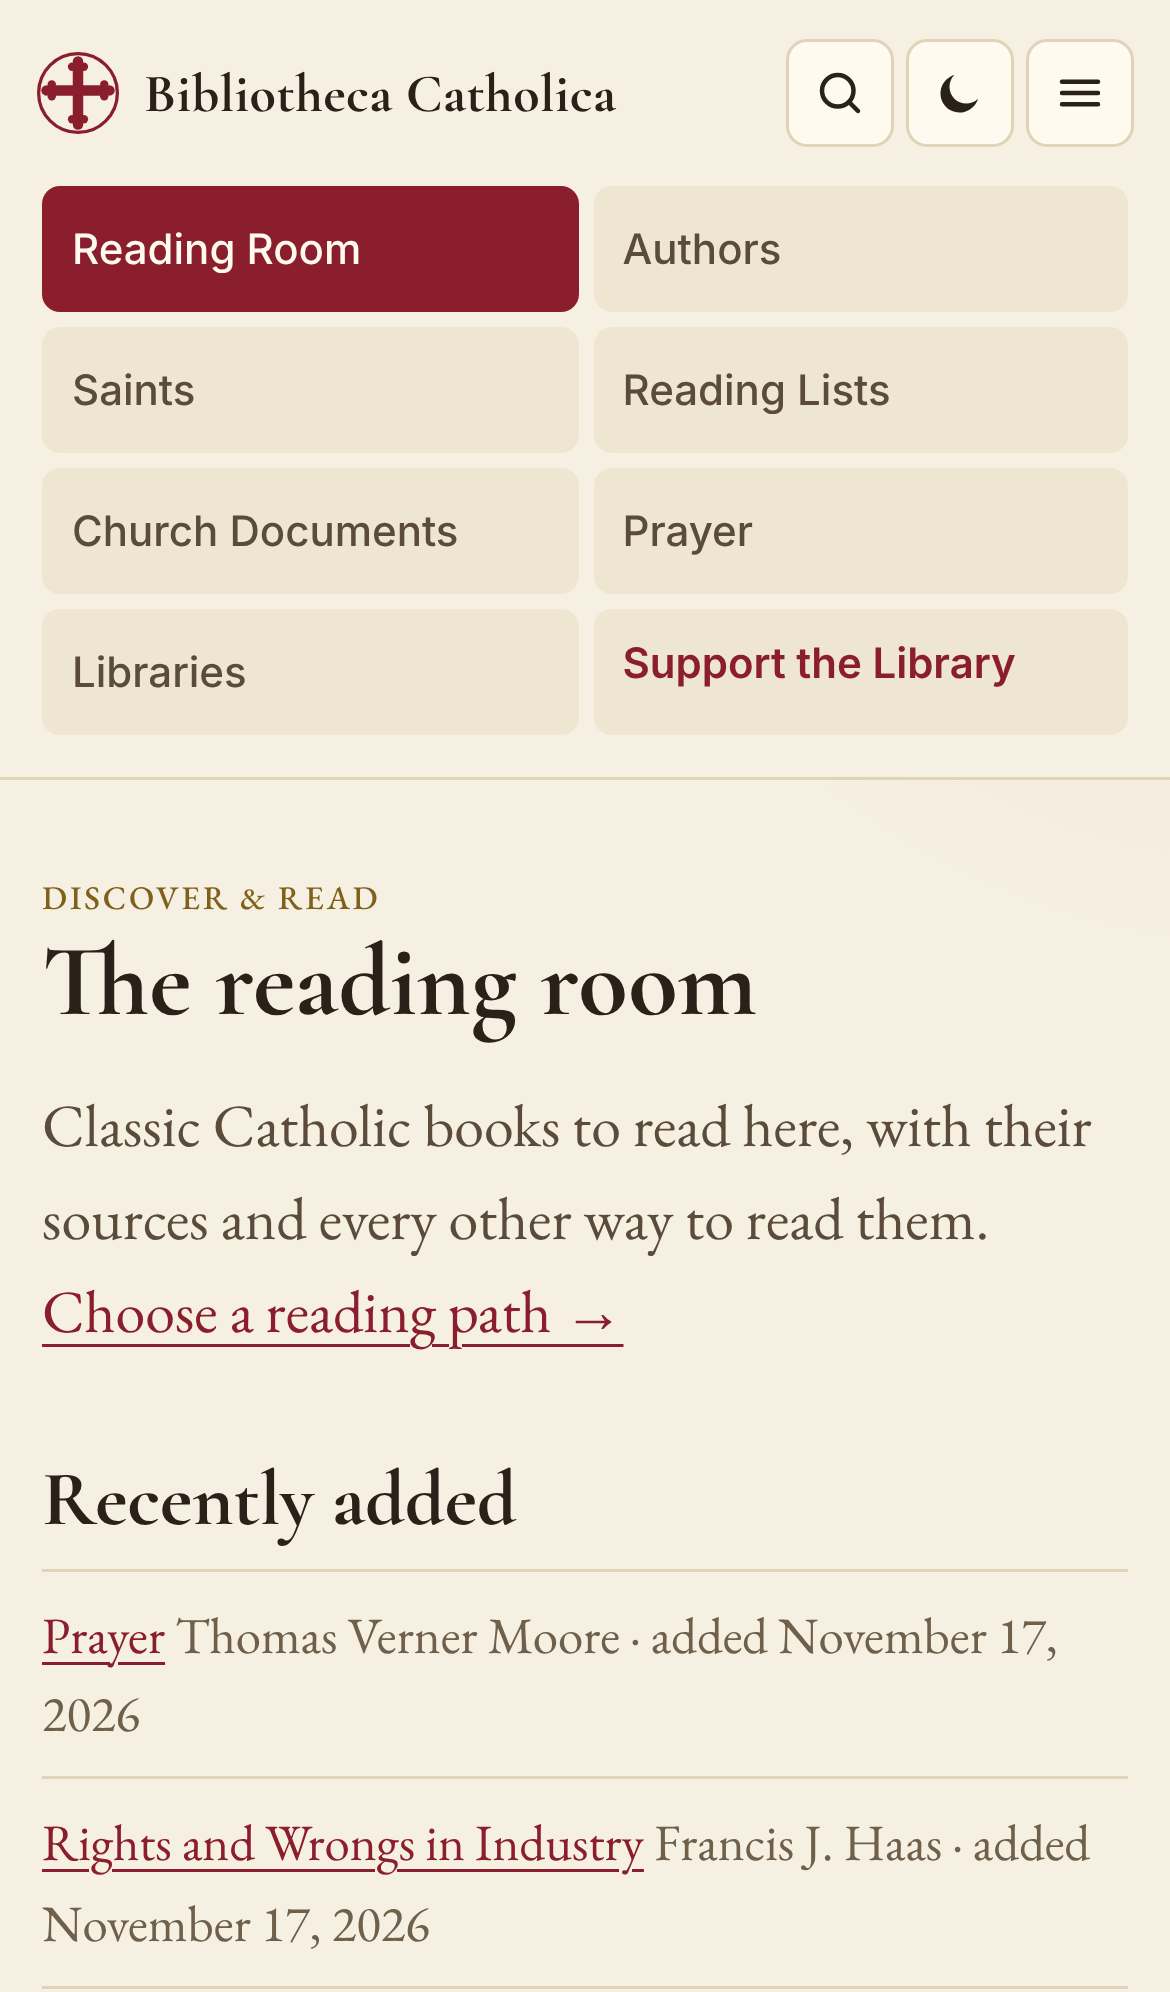 Bibliotheca Catholica
Reading Room
Authors
Saints
Reading Lists
Church Documents
Prayer
Libraries
Support the Library
DISCOVER & READ
The reading room
Classic Catholic books to read here, with their
sources and every other way to read them.
Choose a reading path →
Recently added
Prayer Thomas Verner Moore · added November 17,
2026
Rights and Wrongs in Industry Francis J. Haas · added
November 17, 2026